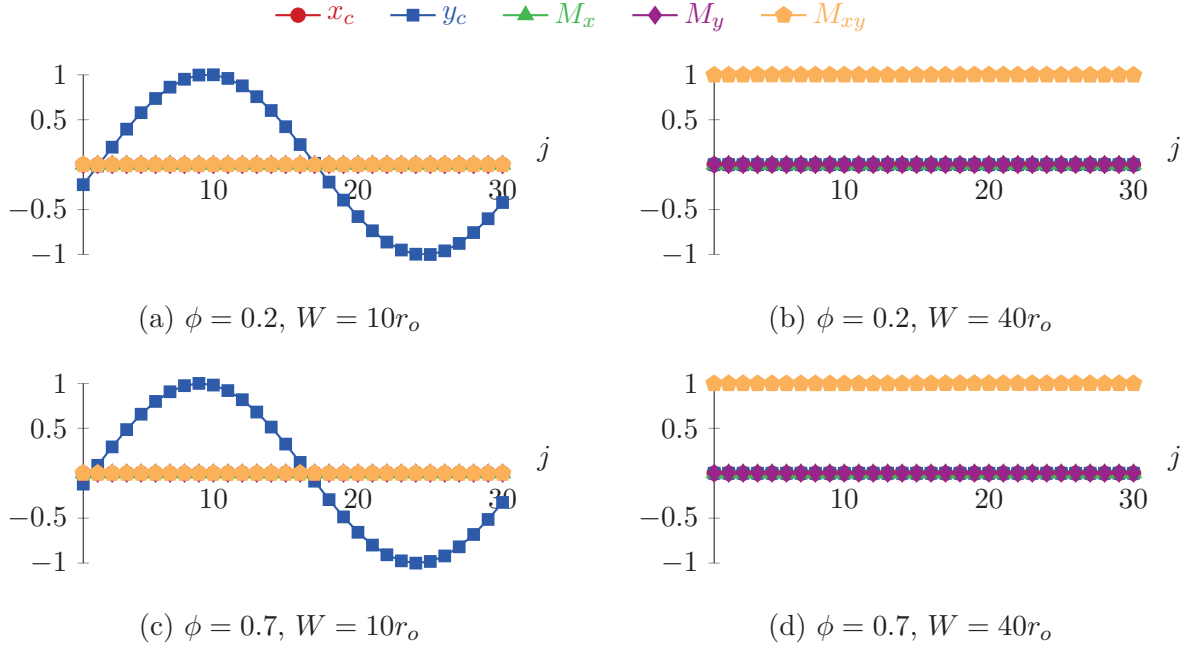 x_c y_c M_x M_y M_{xy}
1
0.5
−0.5
−1
10 20 30
j
1
0.5
−0.5
−1
10 20 30
j
(a) ϕ = 0.2, W = 10r_o
(b) ϕ = 0.2, W = 40r_o
1
0.5
−0.5
−1
10 20 30
j
1
0.5
−0.5
−1
10 20 30
j
(c) ϕ = 0.7, W = 10r_o
(d) ϕ = 0.7, W = 40r_o